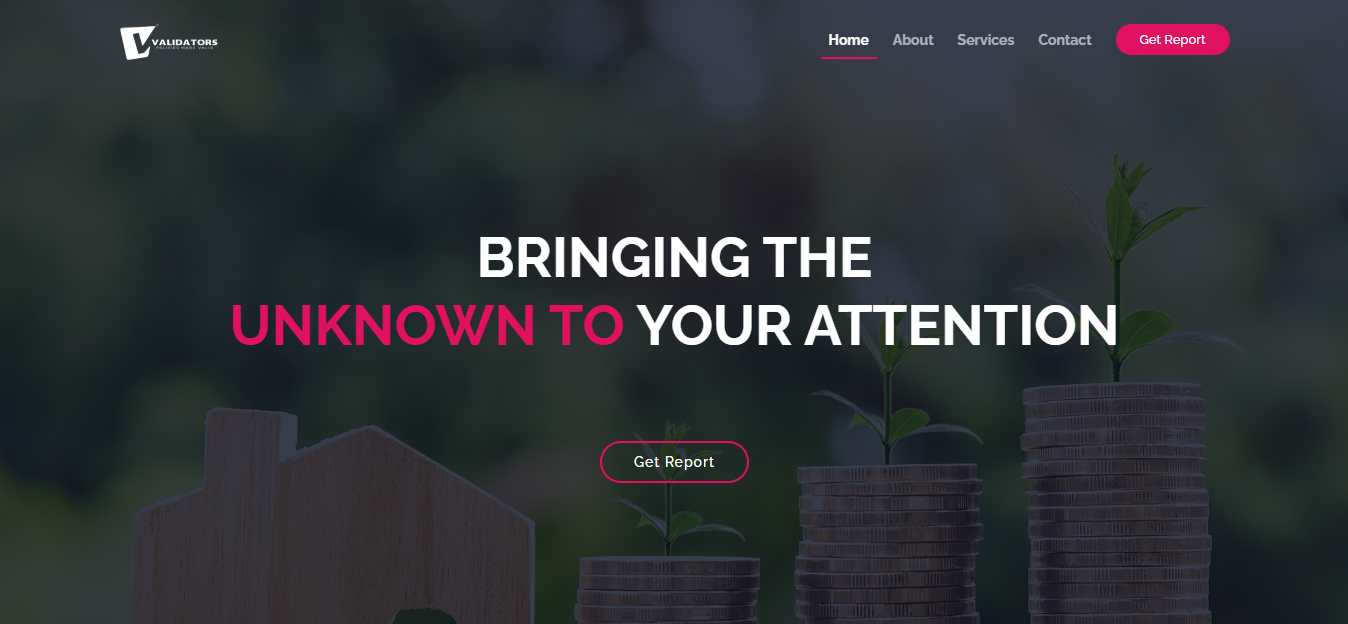 VALIDATORS
POLICIES MADE VALID
Home
About
Services
Contact
Get Report
BRINGING THE
UNKNOWN TO YOUR ATTENTION
Get Report